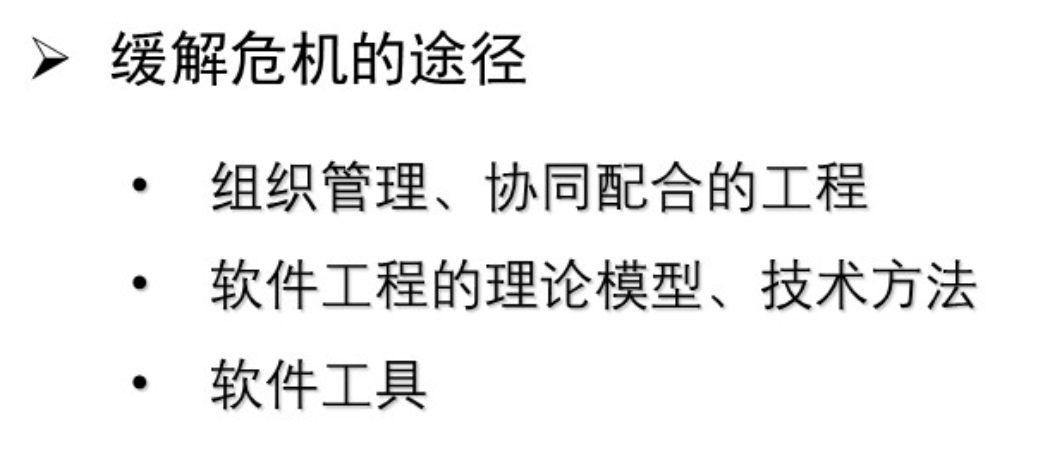 ➢ 缓解危机的途径
• 组织管理、协同配合的工程
• 软件工程的理论模型、技术方法
• 软件工具